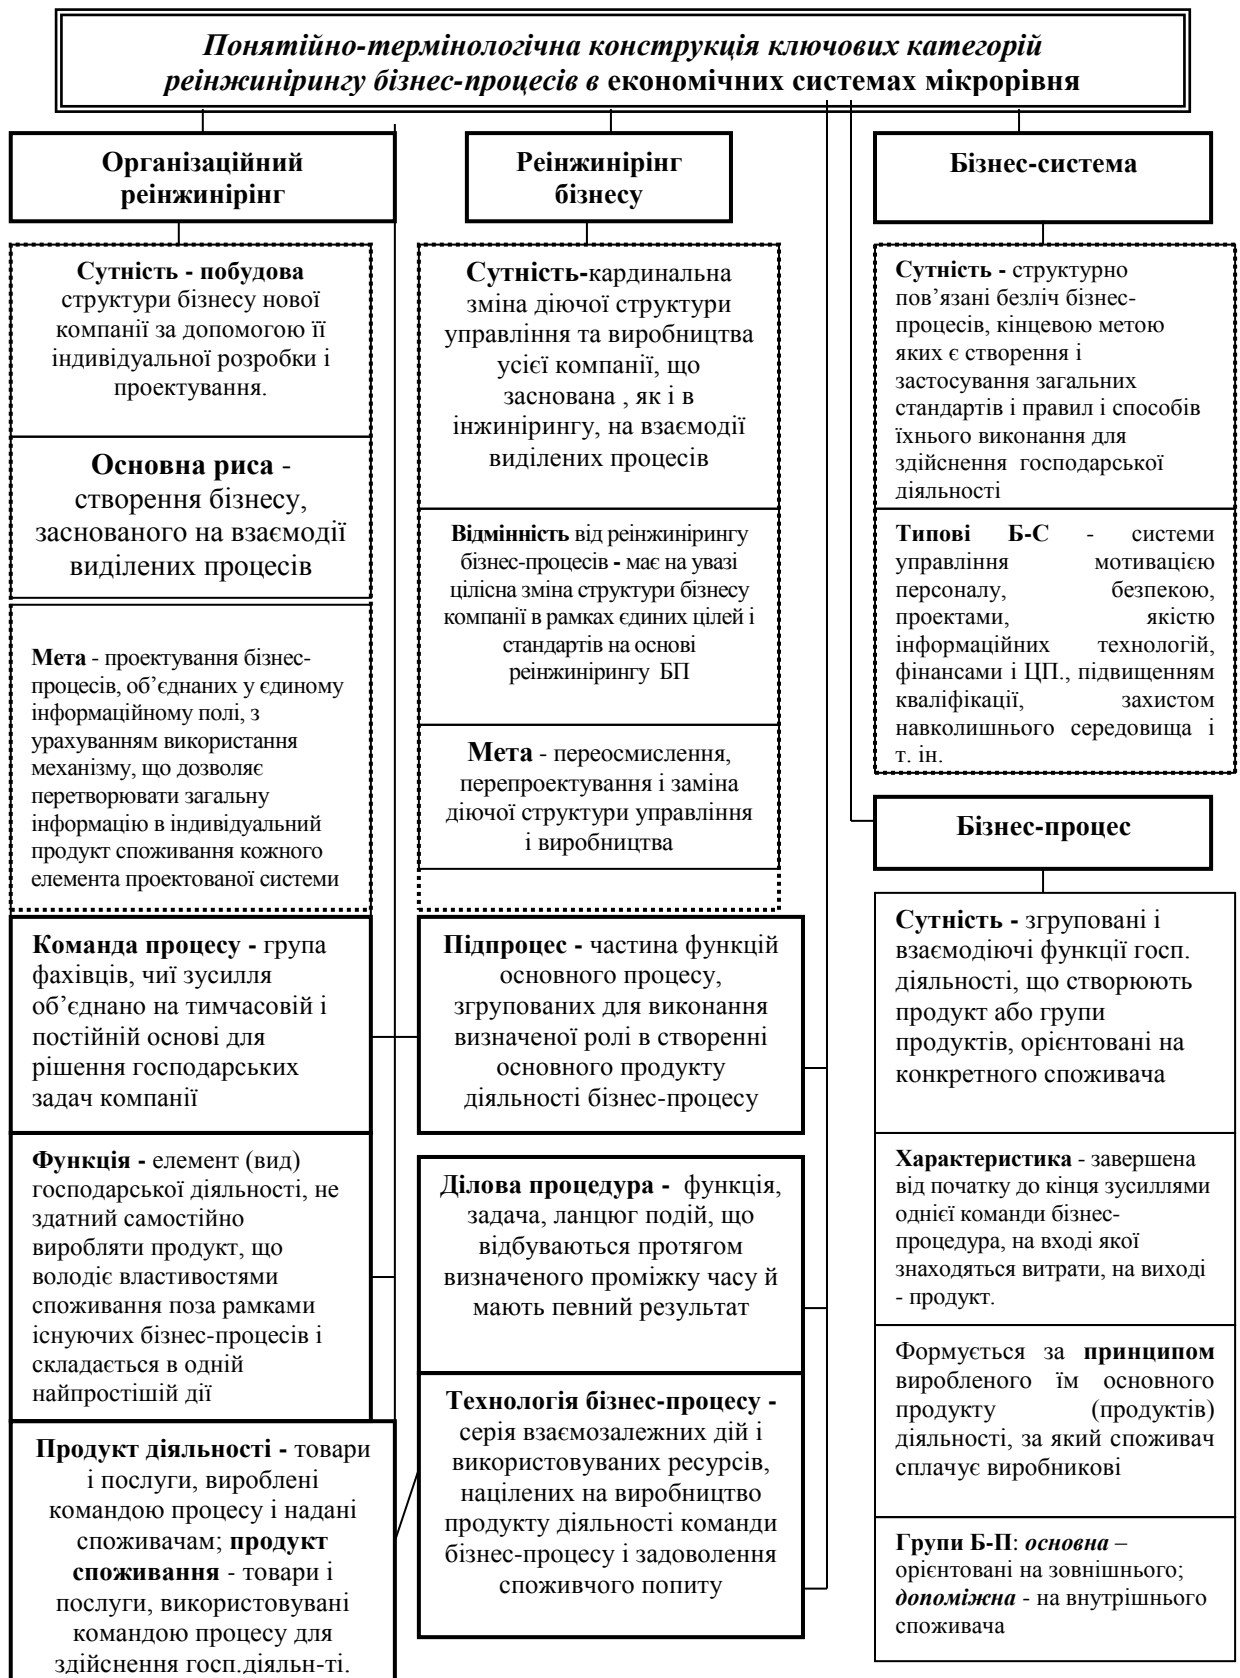 Понятійно-термінологічна конструкція ключових категорій
реінжинірингу бізнес-процесів в економічних системах мікрорівня
Організаційний
реінжинірінг
Сутність - побудова
структури бізнесу нової
компанії за допомогою її
індивідуальної розробки і
проектування.
Основна риса -
створення бізнесу,
заснованого на взаємодії
виділених процесів
Мета - проектування бізнес-
процесів, об’єднаних у єдиному
інформаційному полі, з
урахуванням використання
механізму, що дозволяє
перетворювати загальну
інформацію в індивідуальний
продукт споживання кожного
елемента проектованої системи
Команда процесу - група
фахівців, чиї зусилля
об’єднано на тимчасовій і
постійній основі для
рішення господарських
задач компанії
Функція - елемент (вид)
господарської діяльності, не
здатний самостійно
виробляти продукт, що
володіє властивостями
споживання поза рамками
існуючих бізнес-процесів і
складається в одній
найпростішій дії
Продукт діяльності - товари
і послуги, вироблені
командою процесу і надані
споживачам; продукт
споживання - товари і
послуги, використовувані
командою процесу для
здійснення госп.діяльн-ті.
Реінжинірінг
бізнесу
Сутність-кардинальна
зміна діючої структури
управління та виробництва
усієї компанії, що
заснована , як і в
інжинірингу, на взаємодії
виділених процесів
Відмінність від реінжинірингу
бізнес-процесів - має на увазі
цілісна зміна структури бізнесу
компанії в рамках єдиних цілей і
стандартів на основі
реінжинірингу БП
Мета - переосмислення,
перепроектування і заміна
діючої структури управління
і виробництва
Підпроцес - частина функцій
основного процесу,
згрупованих для виконання
визначеної ролі в створенні
основного продукту
діяльності бізнес-процесу
Ділова процедура - функція,
задача, ланцюг подій, що
відбуваються протягом
визначеного проміжку часу й
мають певний результат
Технологія бізнес-процесу -
серія взаємозалежних дій і
використовуваних ресурсів,
націлених на виробництво
продукту діяльності команди
бізнес-процесу і задоволення
споживчого попиту
Бізнес-система
Сутність - структурно
пов’язані безліч бізнес-
процесів, кінцевою метою
яких є створення і
застосування загальних
стандартів і правил і способів
їхнього виконання для
здійснення господарської
діяльності
Типові Б-С - системи
управління мотивацією
персоналу, безпекою,
проектами, якістю
інформаційних технологій,
фінансами і ЦП., підвищенням
кваліфікації, захистом
навколишнього середовища і
т. ін.
Бізнес-процес
Сутність - згруповані і
взаємодіючі функції госп.
діяльності, що створюють
продукт або групи
продуктів, орієнтовані на
конкретного споживача
Характеристика - завершена
від початку до кінця зусиллями
однієї команди бізнес-
процедура, на вході якої
знаходяться витрати, на виході
- продукт.
Формується за принципом
виробленого їм основного
продукту (продуктів)
діяльності, за який споживач
сплачує виробникові
Групи Б-П: основна –
орієнтовані на зовнішнього;
допоміжна - на внутрішнього
споживача